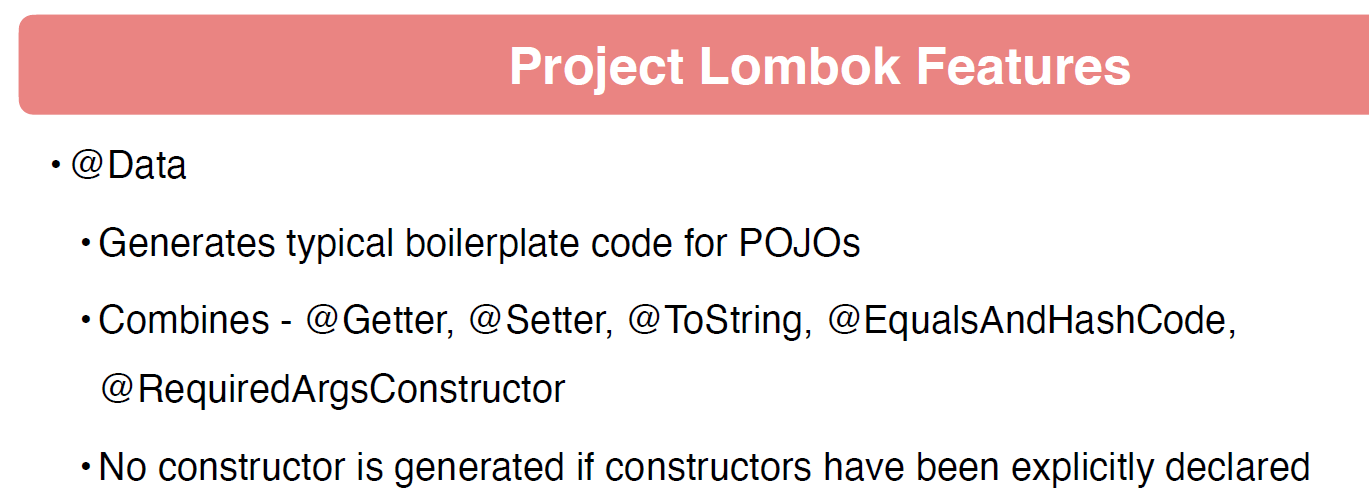 Project Lombok Features
• @Data
• Generates typical boilerplate code for POJOs
• Combines - @Getter, @Setter, @ToString, @EqualsAndHashCode,
@RequiredArgsConstructor
• No constructor is generated if constructors have been explicitly declared